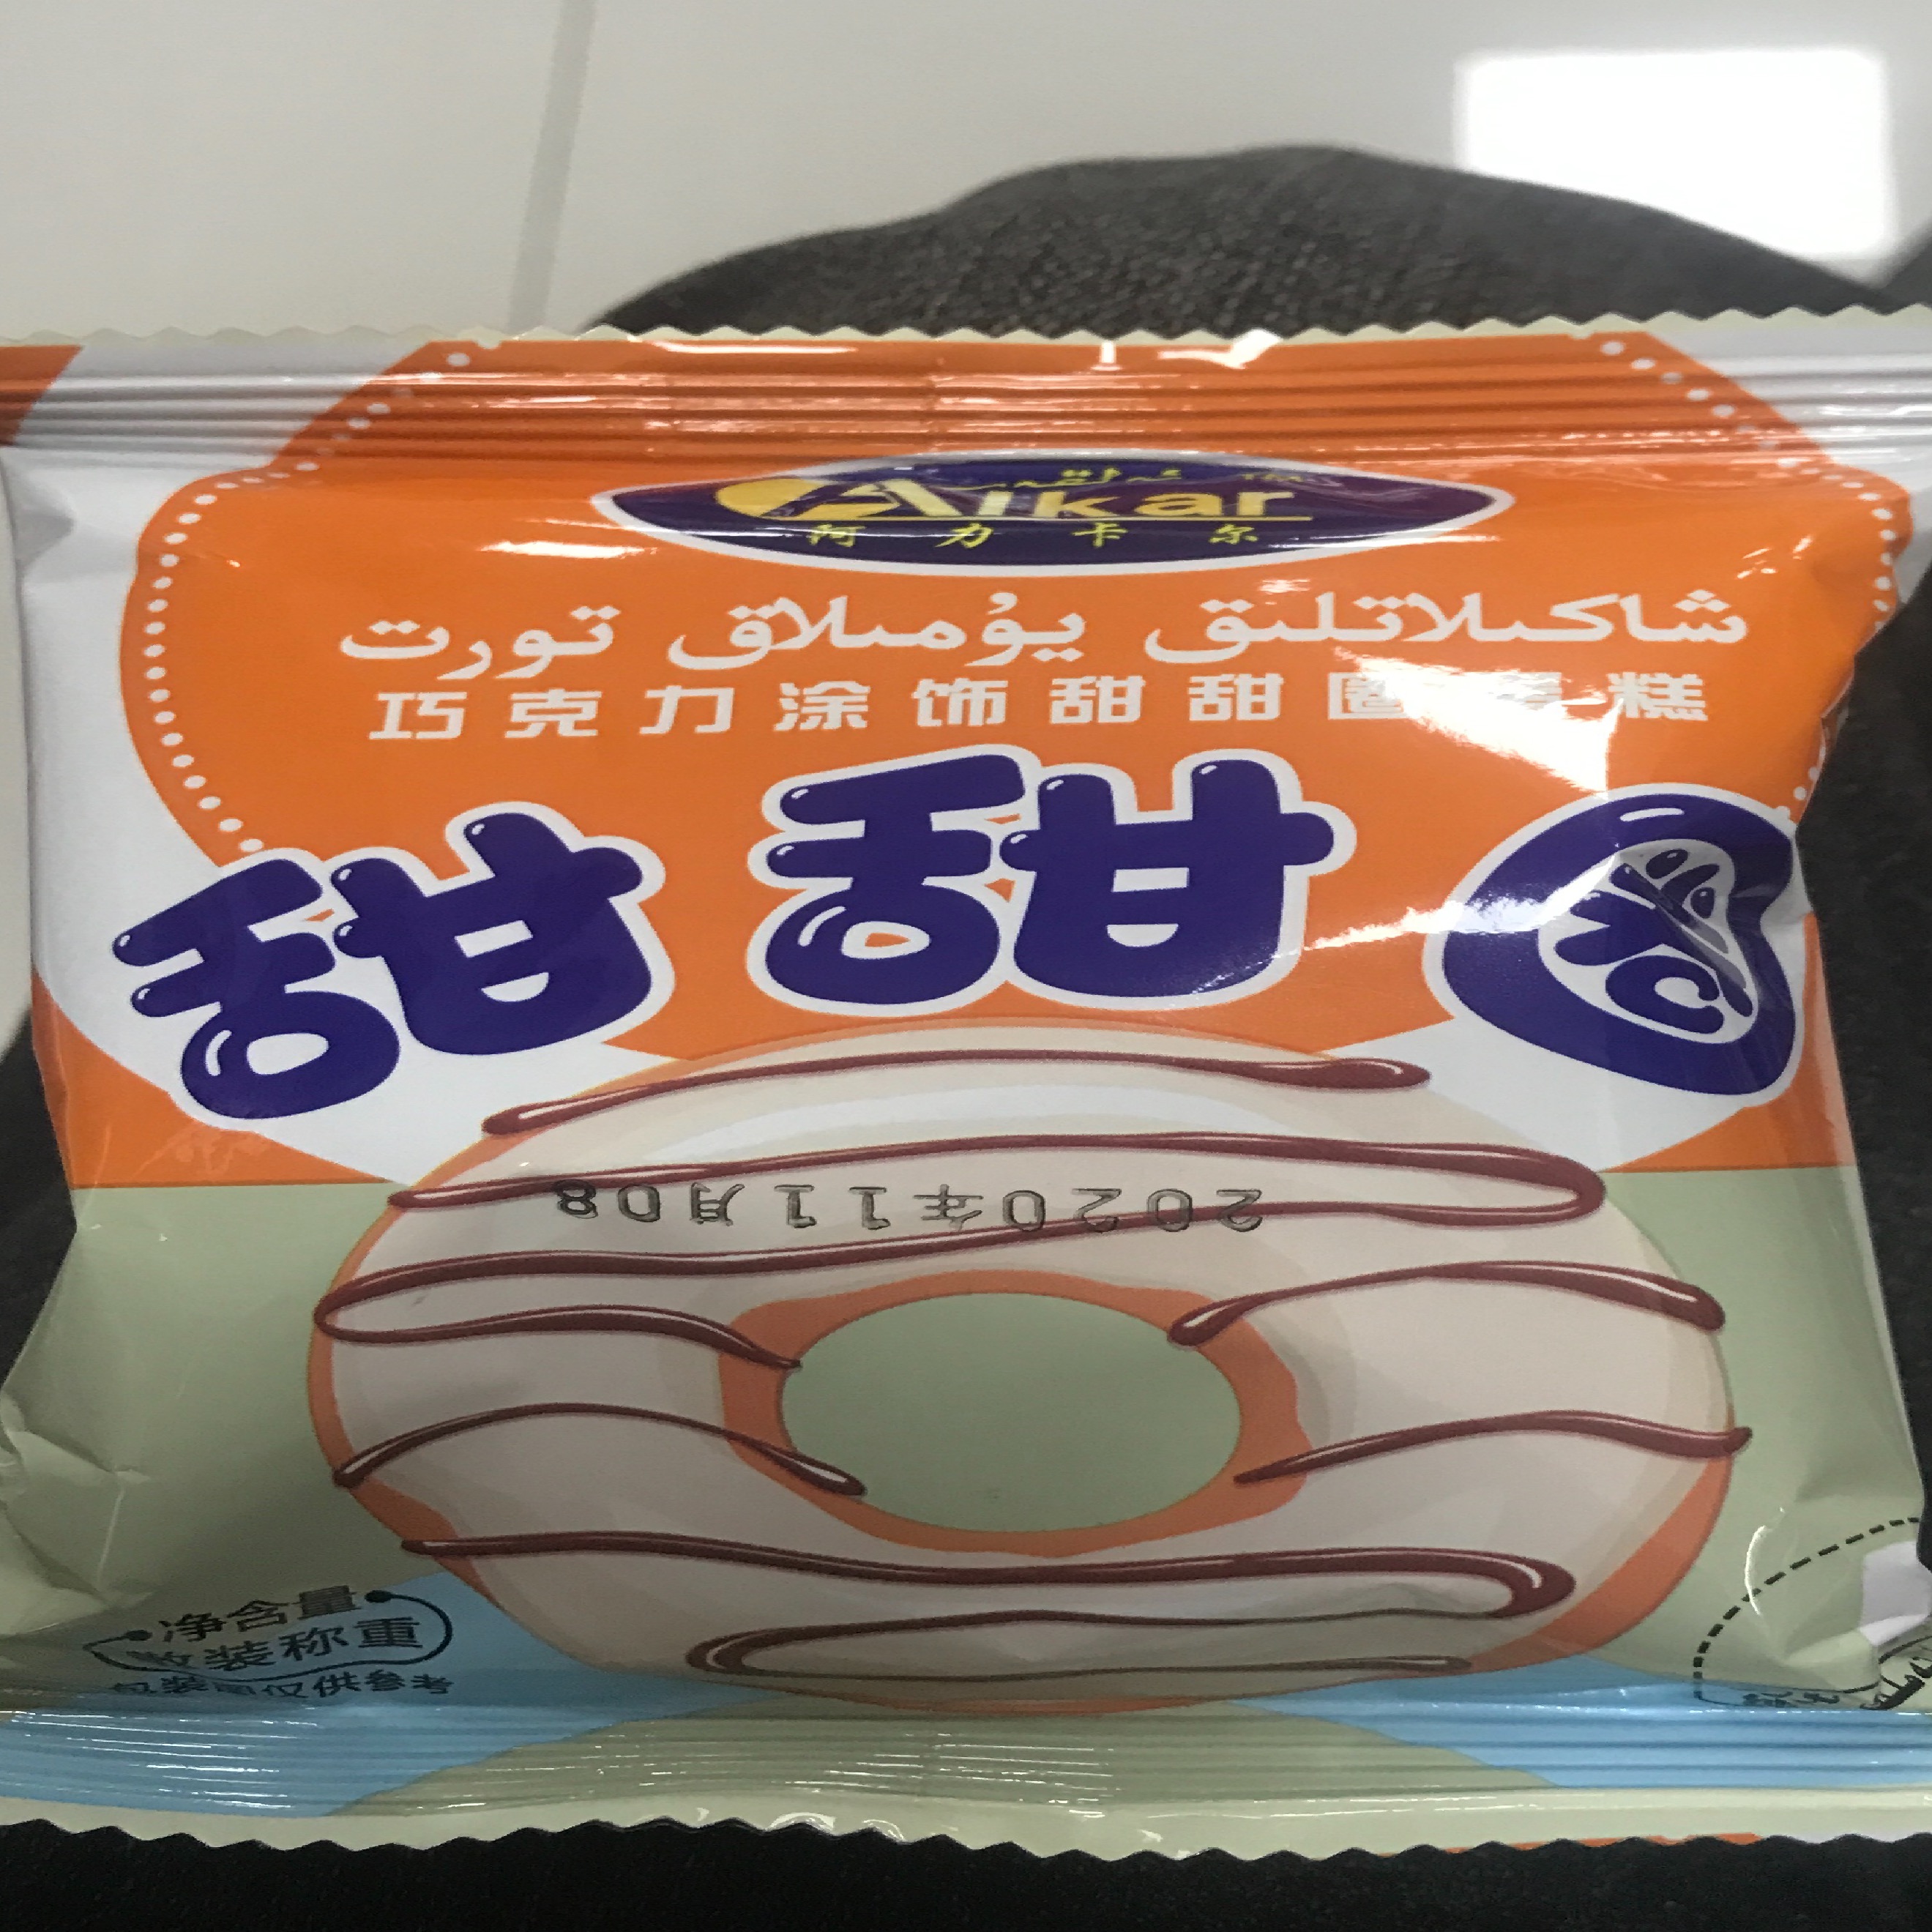 Alkar
阿力卡尔
شاكىلاتلىق يۇمىلاق تورت
巧克力涂饰甜甜圈蛋糕
甜甜圈
2020年11月08
净含量
散装称重
包装图仅供参考